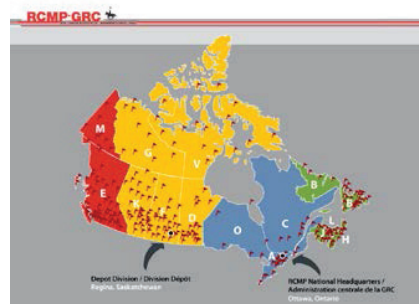 RCMP·GRC
M
G
V
E
K
F
D
O
C
B
B
L
J
H
A
Depot Division / Division Dépôt
Regina, Saskatchewan
RCMP National Headquarters /
Administration centrale de la GRC
Ottawa, Ontario